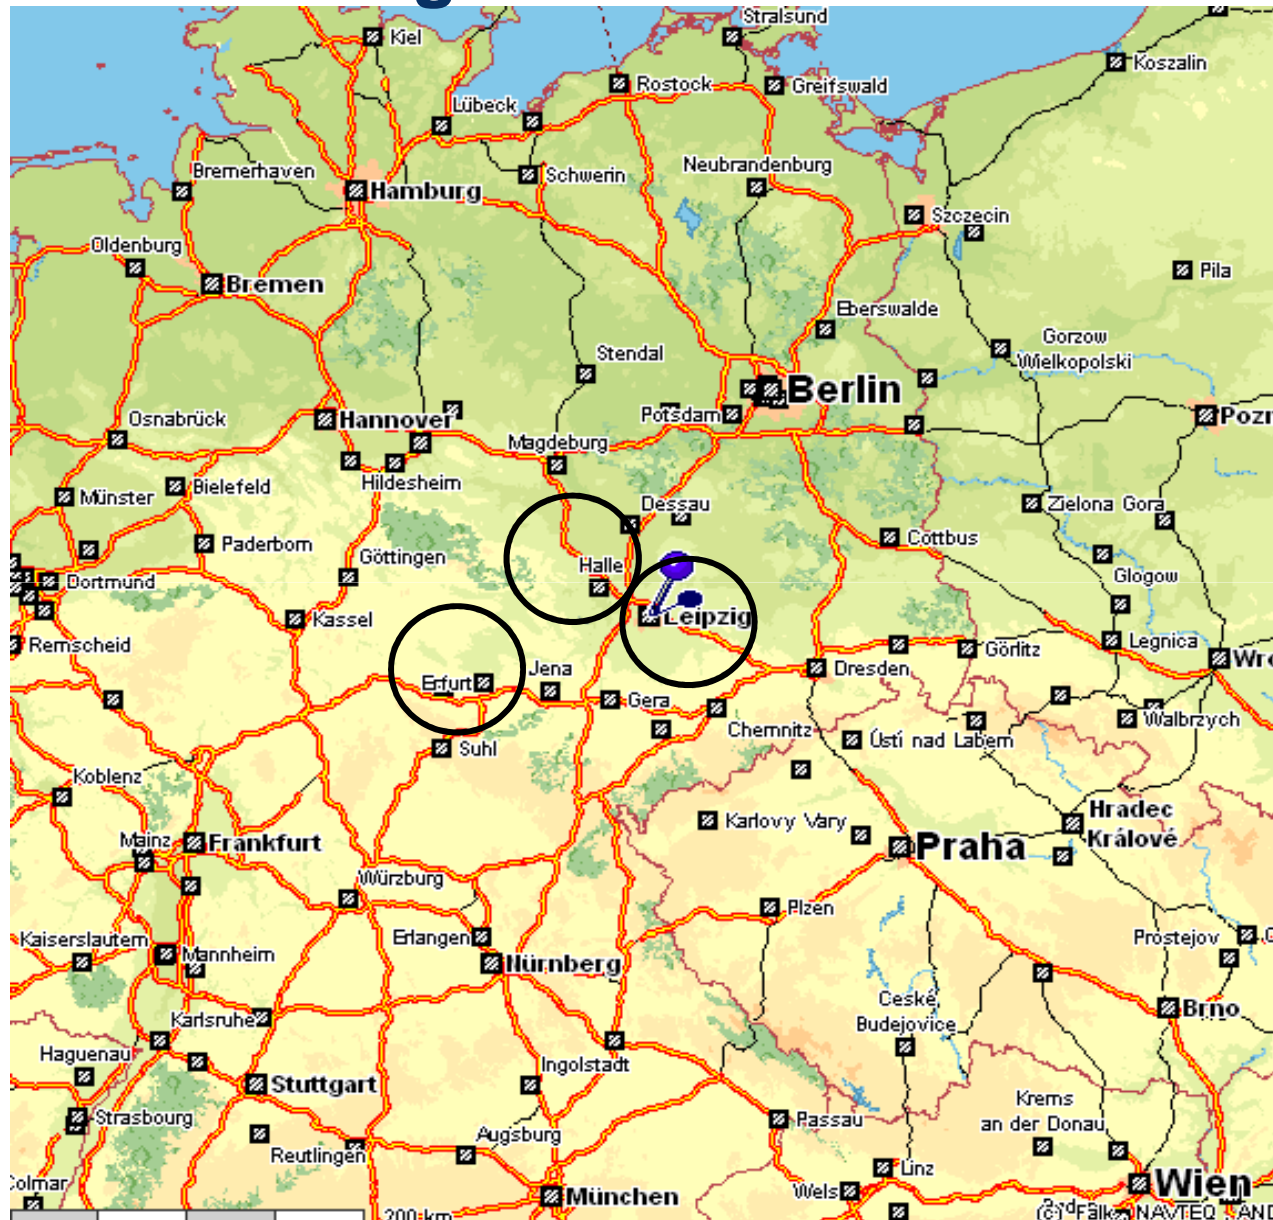 Stralsund
Kiel
Koszalin
Rostock
Greifswald
Lübeck
Bremerhaven
Schwerin
Neubrandenburg
Hamburg
Szczecin
Oldenburg
Pila
Bremen
Eberswalde
Gorzow
Wielkopolski
Stendal
Berlin
Osnabrück
Hannover
Potsdam
Magdeburg
Hildesheim
Bielefeld
Münster
Dessau
Zielona Gora
Paderborn
Göttingen
Cottbus
Halle
Glogow
Dortmund
Leipzig
Kassel
Remscheid
Görlitz
Legnica
Erfurt
Jena
Dresden
Gera
Chemnitz
Walbrzych
Suhl
Ústí nad Labem
Koblenz
Karlovy Vary
Hradec
Králové
Mainz
Frankfurt
Praha
Würzburg
Plzen
Kaiserslautern
Erlangen
Prostejov
Mannheim
Nürnberg
Ceské
Budejovice
Brno
Karlsruhe
Haguenau
Ingolstadt
Stuttgart
Krems
an der Donau
Strasbourg
Passau
Augsburg
Reutlingen
Linz
Colmar
Wels
Wien
München
200 km